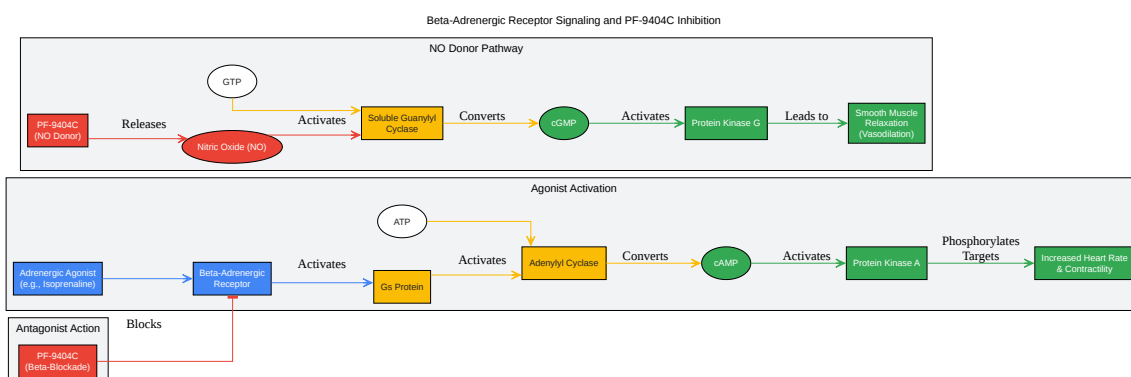 Beta-Adrenergic Receptor Signaling and PF-9404C Inhibition
NO Donor Pathway
GTP
PF-9404C
(NO Donor)
Releases
Nitric Oxide (NO)
Activates
Soluble Guanylyl
Cyclase
Converts
cGMP
Activates
Protein Kinase G
Leads to
Smooth Muscle
Relaxation
(Vasodilation)
Agonist Activation
ATP
Adrenergic Agonist
(e.g., Isoprenaline)
Beta-Adrenergic
Receptor
Activates
Gs Protein
Activates
Adenylyl Cyclase
Converts
cAMP
Activates
Protein Kinase A
Phosphorylates
Targets
Increased Heart Rate
& Contractility
Antagonist Action
Blocks
PF-9404C
(Beta-Blockade)